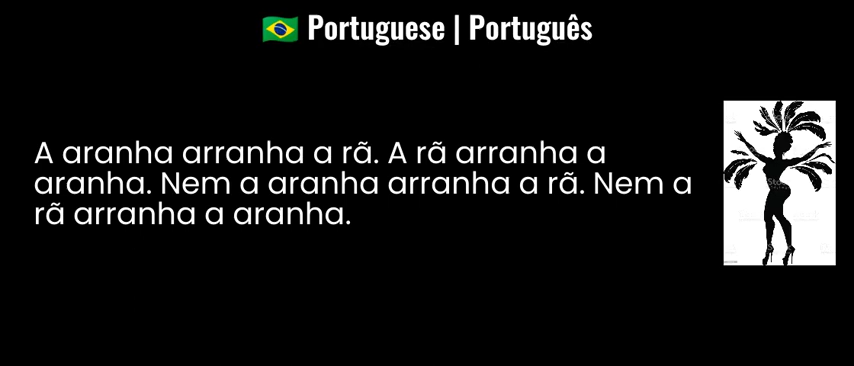 🇧🇷 Portuguese | Português
A aranha arranha a rã. A rã arranha a
aranha. Nem a aranha arranha a rã. Nem a
rã arranha a aranha.